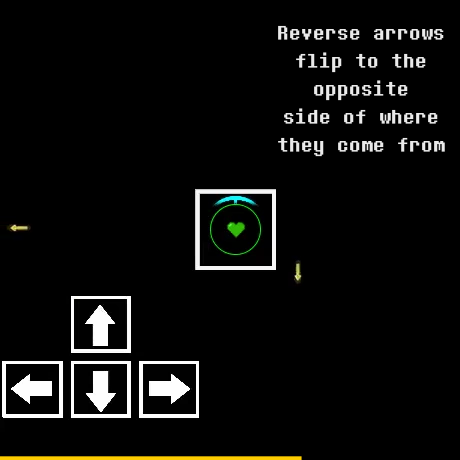 Reverse arrows
flip to the
opposite
side of where
they come from